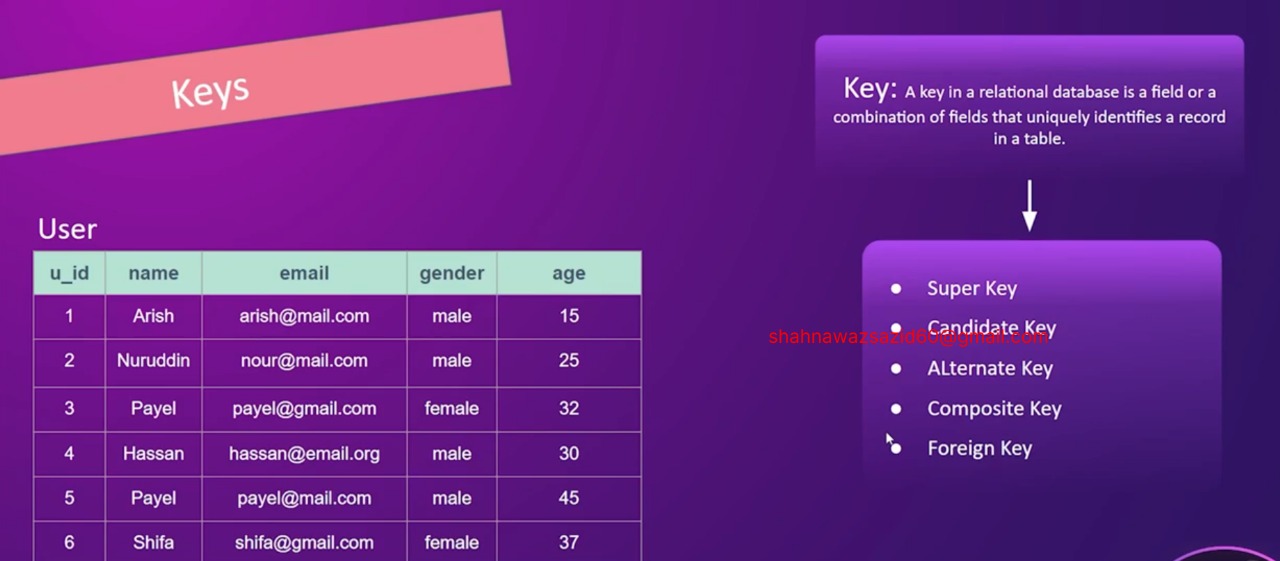 Keys
Key: A key in a relational database is a field or a
combination of fields that uniquely identifies a record
in a table.
User
u_id name email gender age
1 Arish arish@mail.com male 15
2 Nuruddin nour@mail.com male 25
3 Payel payel@gmail.com female 32
4 Hassan hassan@email.org male 30
5 Payel payel@mail.com male 45
6 Shifa shifa@gmail.com female 37
Super Key
Candidate Key
shahnawazsazid60@gmail.com
ALternate Key
Composite Key
Foreign Key